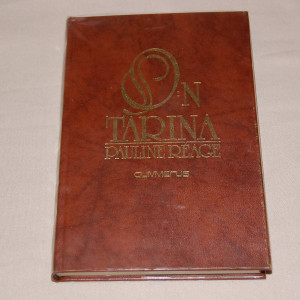 O:N
TARINA
PAULINE RÉAGE
GUMMERUS